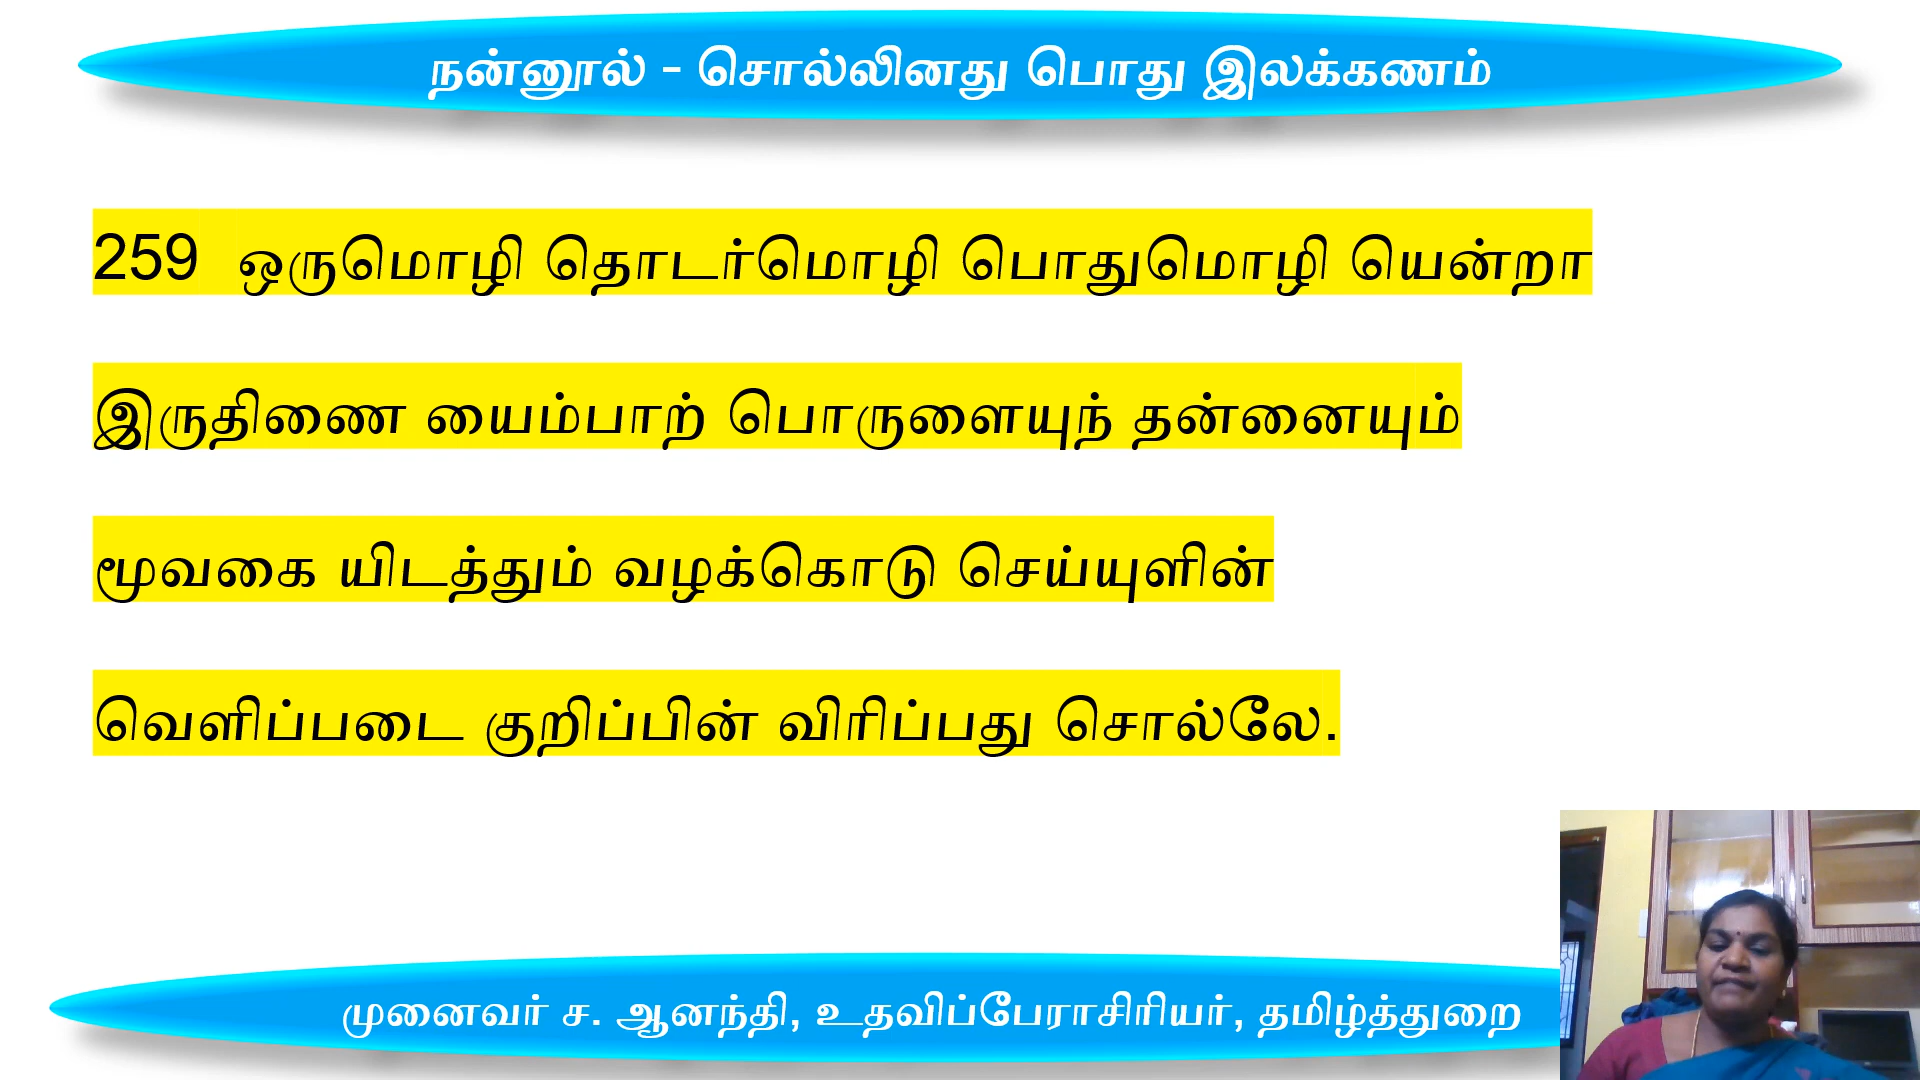 நன்னூல் - சொல்லினது பொது இலக்கணம்
259 ஒருமொழி தொடர்மொழி பொதுமொழி யென்றா
இருதிணை யைம்பாற் பொருளையுந் தன்னையும்
மூவகை யிடத்தும் வழக்கொடு செய்யுளின்
வெளிப்படை குறிப்பின் விரிப்பது சொல்லே.
முனைவர் ச. ஆனந்தி, உதவிப்பேராசிரியர், தமிழ்த்துறை